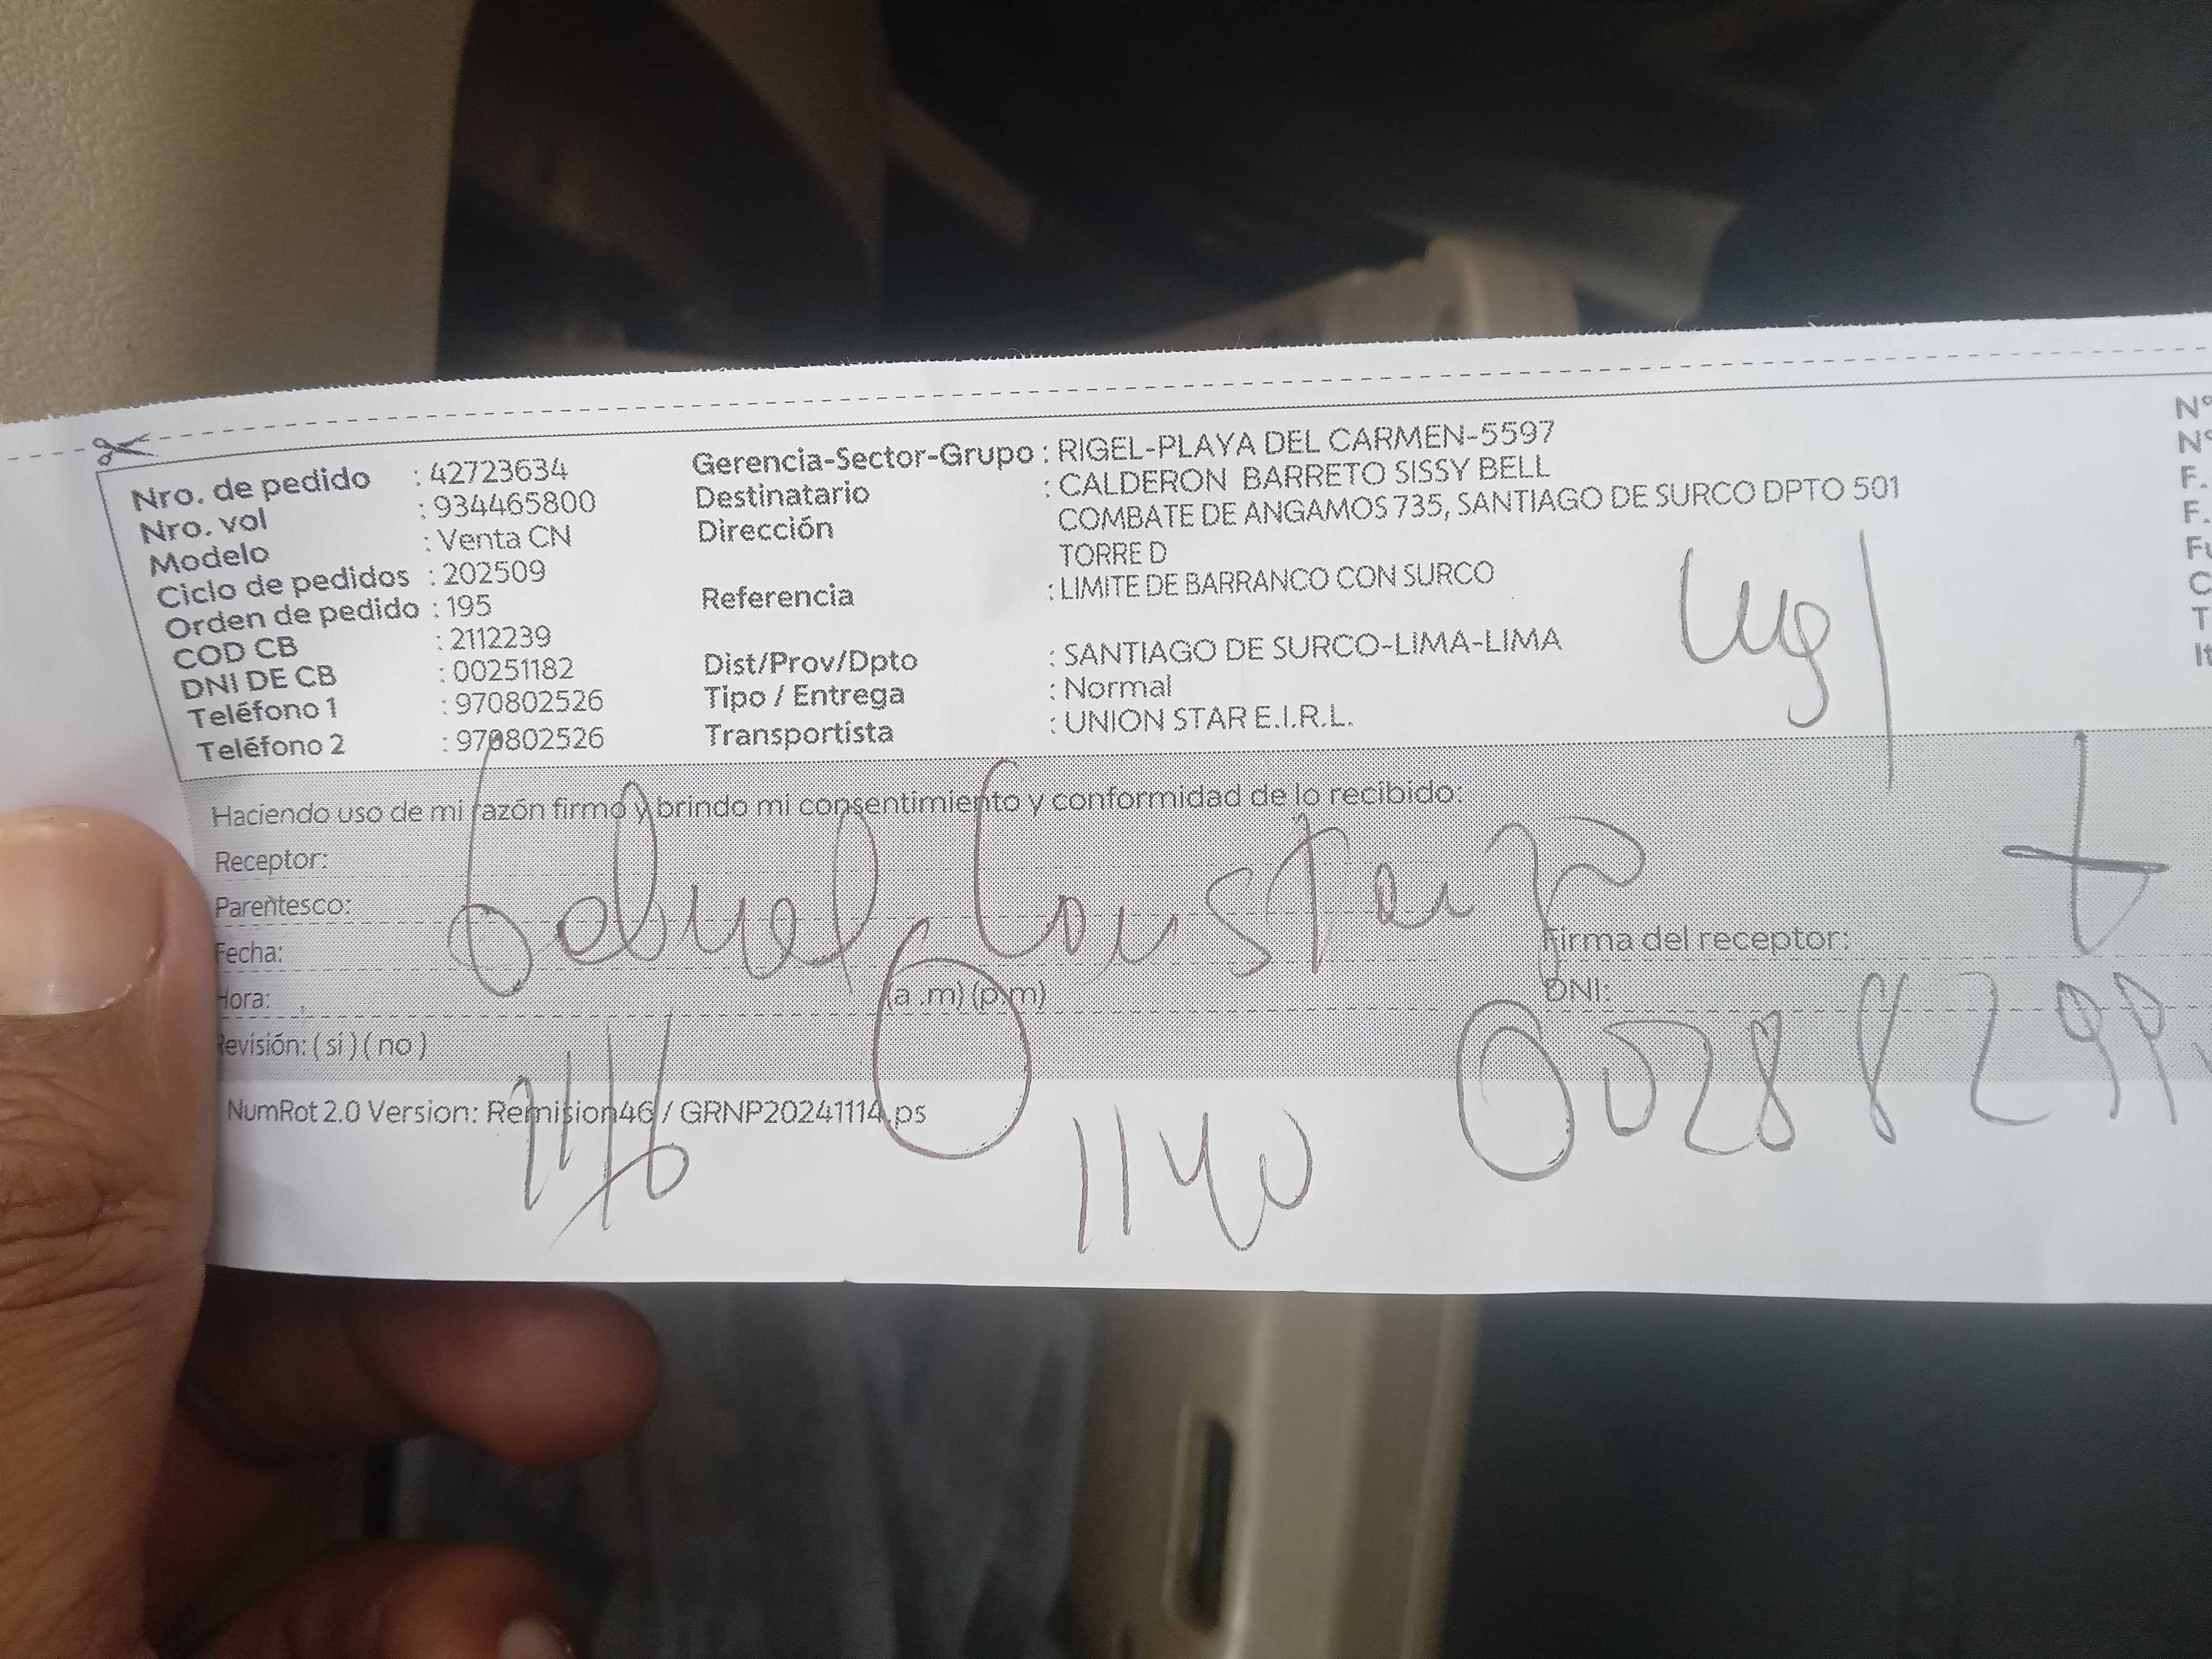 Nro. de pedido : 42723634
Nro. vol : 934465800
Modelo : Venta CN
Ciclo de pedidos : 202509
Orden de pedido : 195
COD CB : 2112239
DNI DE CB : 00251182
Teléfono 1 : 970802526
Teléfono 2 : 970802526
Gerencia-Sector-Grupo : RIGEL-PLAYA DEL CARMEN-5597
Destinatario : CALDERON BARRETO SISSY BELL
Dirección COMBATE DE ANGAMOS 735, SANTIAGO DE SURCO DPTO 501
TORRE D
Referencia : LIMITE DE BARRANCO CON SURCO
Dist/Prov/Dpto : SANTIAGO DE SURCO-LIMA-LIMA
Tipo / Entrega : Normal
Transportista : UNION STAR E.I.R.L.
N°
N°
F.
F.
Fu
C
T
It
Haciendo uso de mi razón firmo y brindo mi consentimiento y conformidad de lo recibido:
Receptor:
Parentesco:
Fecha:
Hora: (a .m) (p.m)
Revisión: ( si ) ( no )
Firma del receptor:
DNI:
NumRot 2.0 Version: Remision46 / GRNP20241114.ps
1140